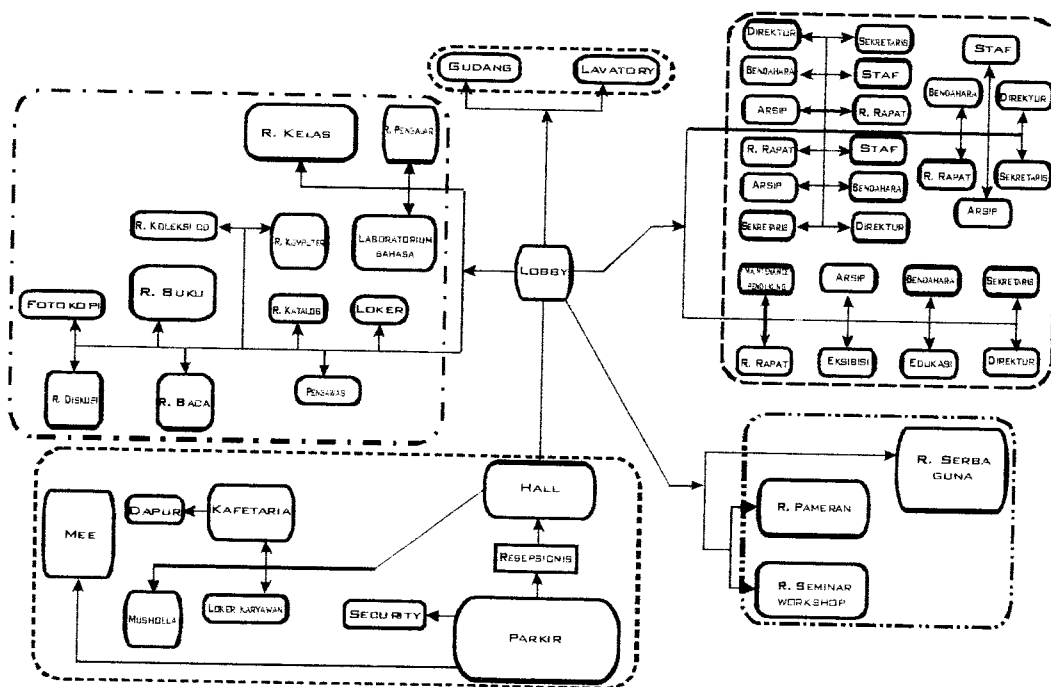 GUDANG
LAVATORY
R. KELAS
R. PENGAJAR
R. KOLEKSI CD
R. KOMPUTER
LABORATORIUM
BAHASA
FOTOKOPI
R. BUKU
R. KATALOG
LOKER
R. DISKUSI
R. BACA
PENGAWAS
LOBBY
DIREKTUR
SEKRETARIS
BENDAHARA
STAF
ARSIP
R. RAPAT
R. RAPAT
STAF
ARSIP
BENDAHARA
SEKRETARIS
DIREKTUR
STAF
BENDAHARA
DIREKTUR
R. RAPAT
SEKRETARIS
ARSIP
MAINTENANCE
ARSIP
BENDAHARA
SEKRETARIS
R. RAPAT
EKSIBISI
EDUKASI
DIREKTUR
MEE
DAPUR
KAFETARIA
HALL
RESEPSIONIS
MUSHOLLA
LOKER KARYAWAN
SECURITY
PARKIR
R. SERBA
GUNA
R. PAMERAN
R. SEMINAR
WORKSHOP